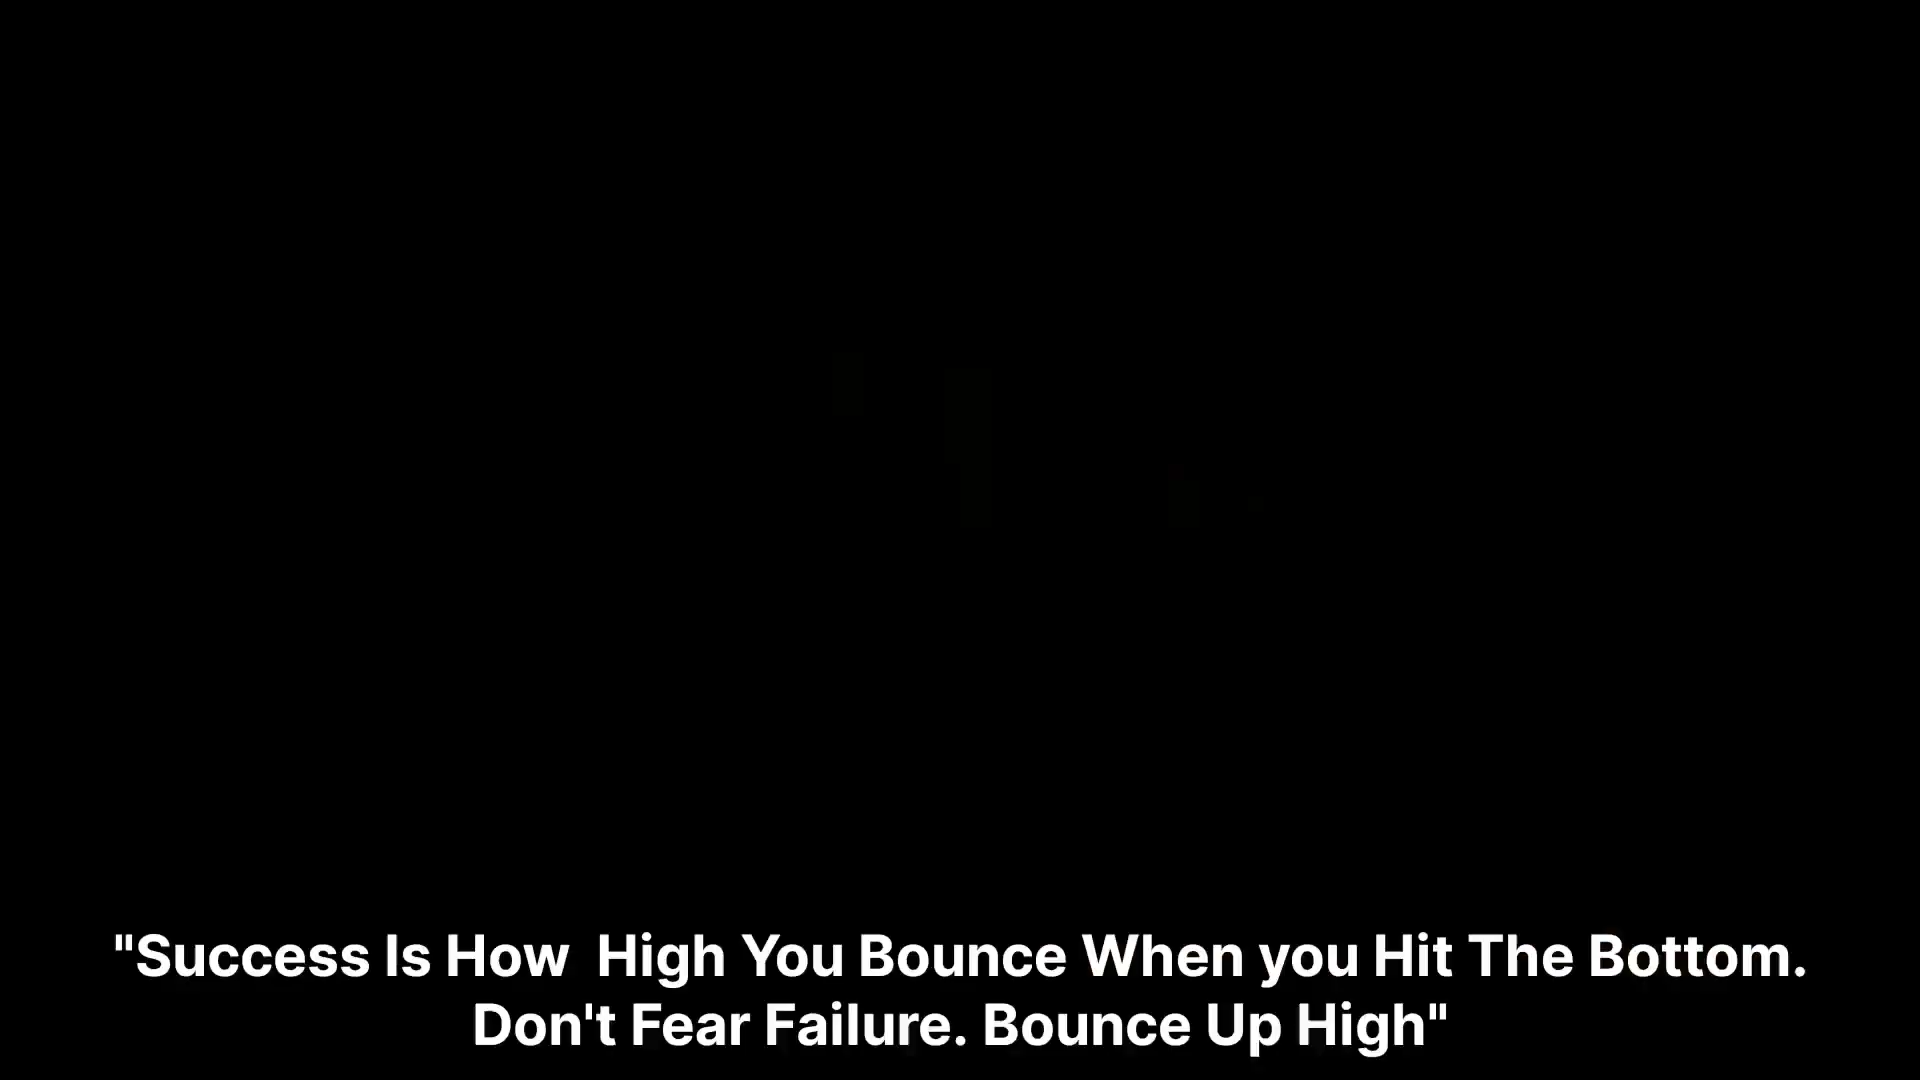 "Success Is How  High You Bounce When you Hit The Bottom.
Don't Fear Failure. Bounce Up High"